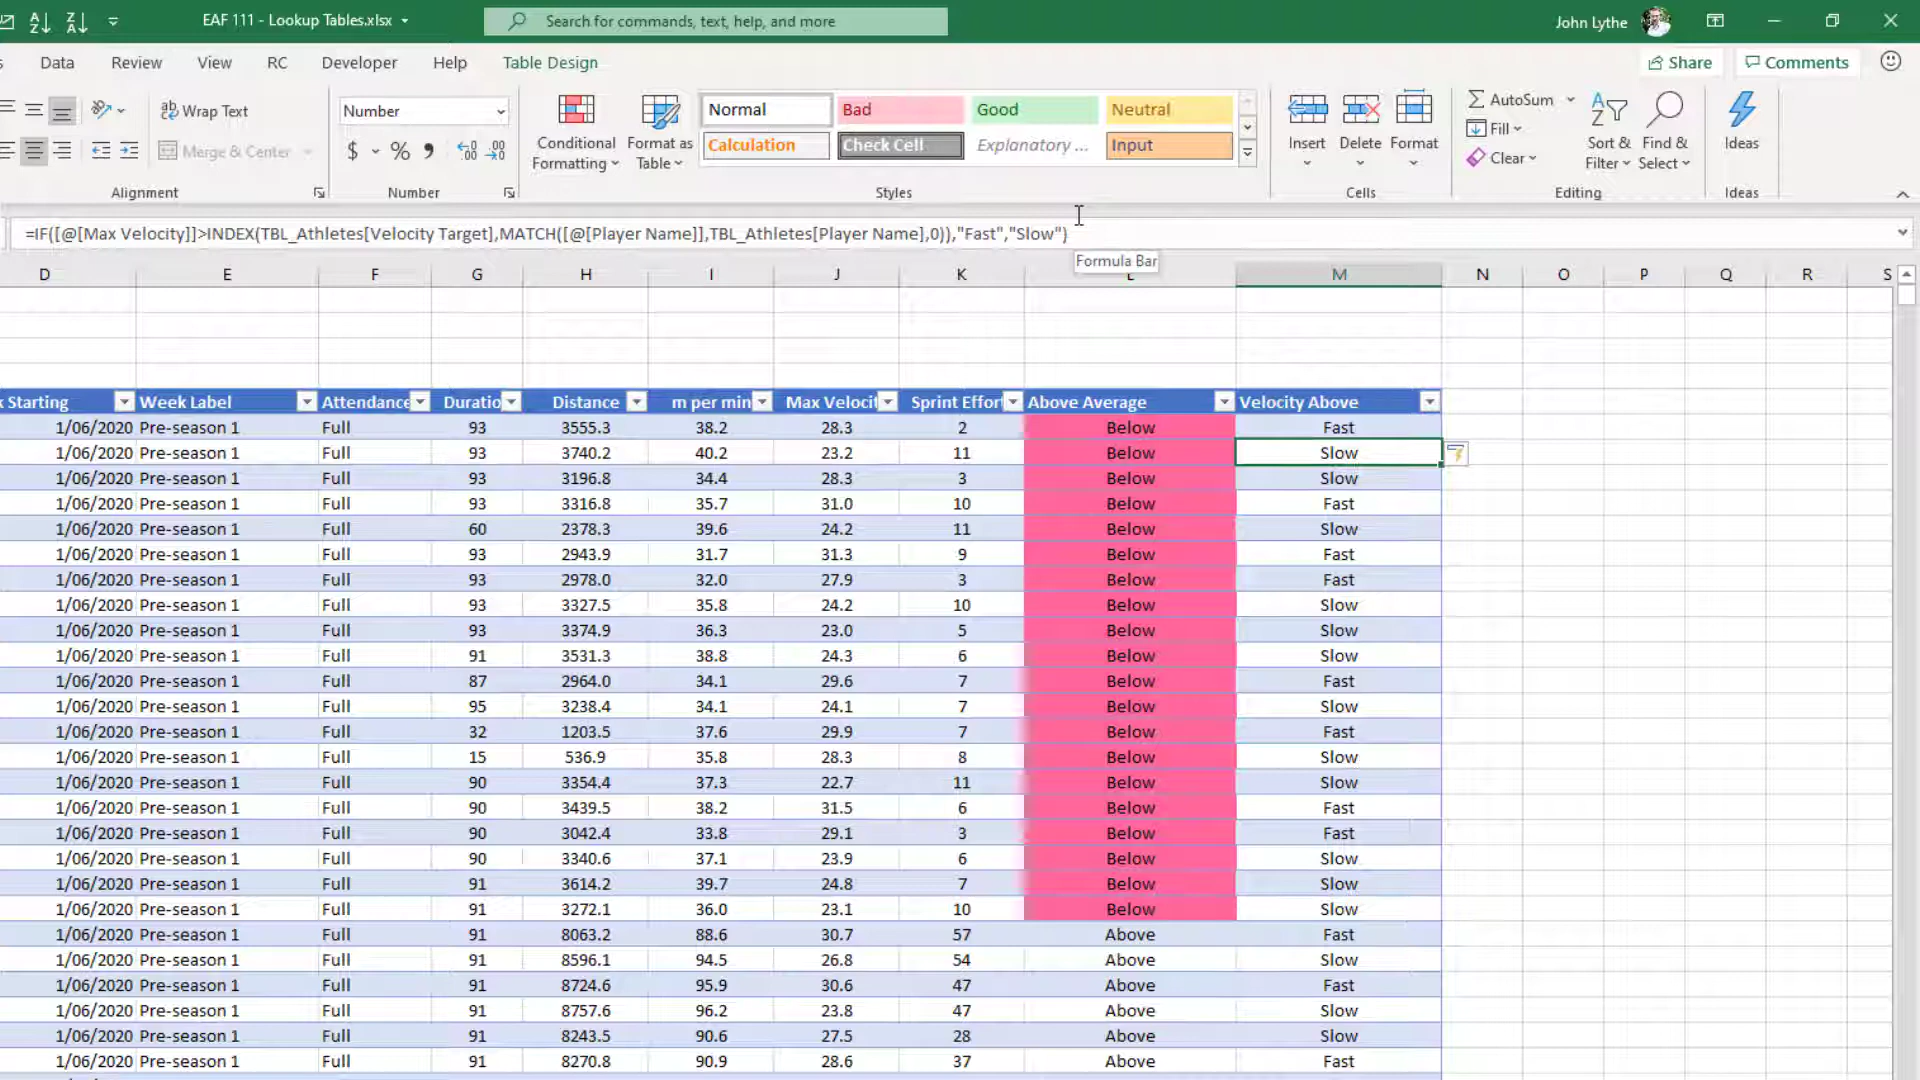 EAF 111 - Lookup Tables.xlsx
Search for commands, text, help, and more
John Lythe
Data Review View RC Developer Help Table Design Share Comments
Wrap Text
Merge & Center
Alignment
Number
$ % 9
Number
Conditional Formatting
Format as Table
Normal Bad Good Neutral
Calculation Check Cell Explanatory ... Input
Styles
Insert Delete Format
Cells
AutoSum
Fill
Clear
Sort & Filter
Find & Select
Editing
Ideas
Ideas
=IF([@[Max Velocity]]>INDEX(TBL_Athletes[Velocity Target],MATCH([@[Player Name]],TBL_Athletes[Player Name],0)),"Fast","Slow")
Formula Bar
D E F G H I J K L M N O P Q R S
Starting Week Label Attendance Duratio Distance m per min Max Velocit Sprint Effor Above Average Velocity Above
1/06/2020 Pre-season 1 Full 93 3555.3 38.2 28.3 2 Below Fast
1/06/2020 Pre-season 1 Full 93 3740.2 40.2 23.2 11 Below Slow
1/06/2020 Pre-season 1 Full 93 3196.8 34.4 28.3 3 Below Slow
1/06/2020 Pre-season 1 Full 93 3316.8 35.7 31.0 10 Below Fast
1/06/2020 Pre-season 1 Full 60 2378.3 39.6 24.2 11 Below Slow
1/06/2020 Pre-season 1 Full 93 2943.9 31.7 31.3 9 Below Fast
1/06/2020 Pre-season 1 Full 93 2978.0 32.0 27.9 3 Below Fast
1/06/2020 Pre-season 1 Full 93 3327.5 35.8 24.2 10 Below Slow
1/06/2020 Pre-season 1 Full 93 3374.9 36.3 23.0 5 Below Slow
1/06/2020 Pre-season 1 Full 91 3531.3 38.8 24.3 6 Below Slow
1/06/2020 Pre-season 1 Full 87 2964.0 34.1 29.6 7 Below Fast
1/06/2020 Pre-season 1 Full 95 3238.4 34.1 24.1 7 Below Slow
1/06/2020 Pre-season 1 Full 32 1203.5 37.6 29.9 7 Below Fast
1/06/2020 Pre-season 1 Full 15 536.9 35.8 28.3 8 Below Slow
1/06/2020 Pre-season 1 Full 90 3354.4 37.3 22.7 11 Below Slow
1/06/2020 Pre-season 1 Full 90 3439.5 38.2 31.5 6 Below Fast
1/06/2020 Pre-season 1 Full 90 3042.4 33.8 29.1 3 Below Fast
1/06/2020 Pre-season 1 Full 90 3340.6 37.1 23.9 6 Below Slow
1/06/2020 Pre-season 1 Full 91 3614.2 39.7 24.8 7 Below Slow
1/06/2020 Pre-season 1 Full 91 3272.1 36.0 23.1 10 Below Slow
1/06/2020 Pre-season 1 Full 91 8063.2 88.6 30.7 57 Above Fast
1/06/2020 Pre-season 1 Full 91 8596.1 94.5 26.8 54 Above Slow
1/06/2020 Pre-season 1 Full 91 8724.6 95.9 30.6 47 Above Fast
1/06/2020 Pre-season 1 Full 91 8757.6 96.2 23.8 47 Above Slow
1/06/2020 Pre-season 1 Full 91 8243.5 90.6 27.5 28 Above Slow
1/06/2020 Pre-season 1 Full 91 8270.8 90.9 28.6 37 Above Fast